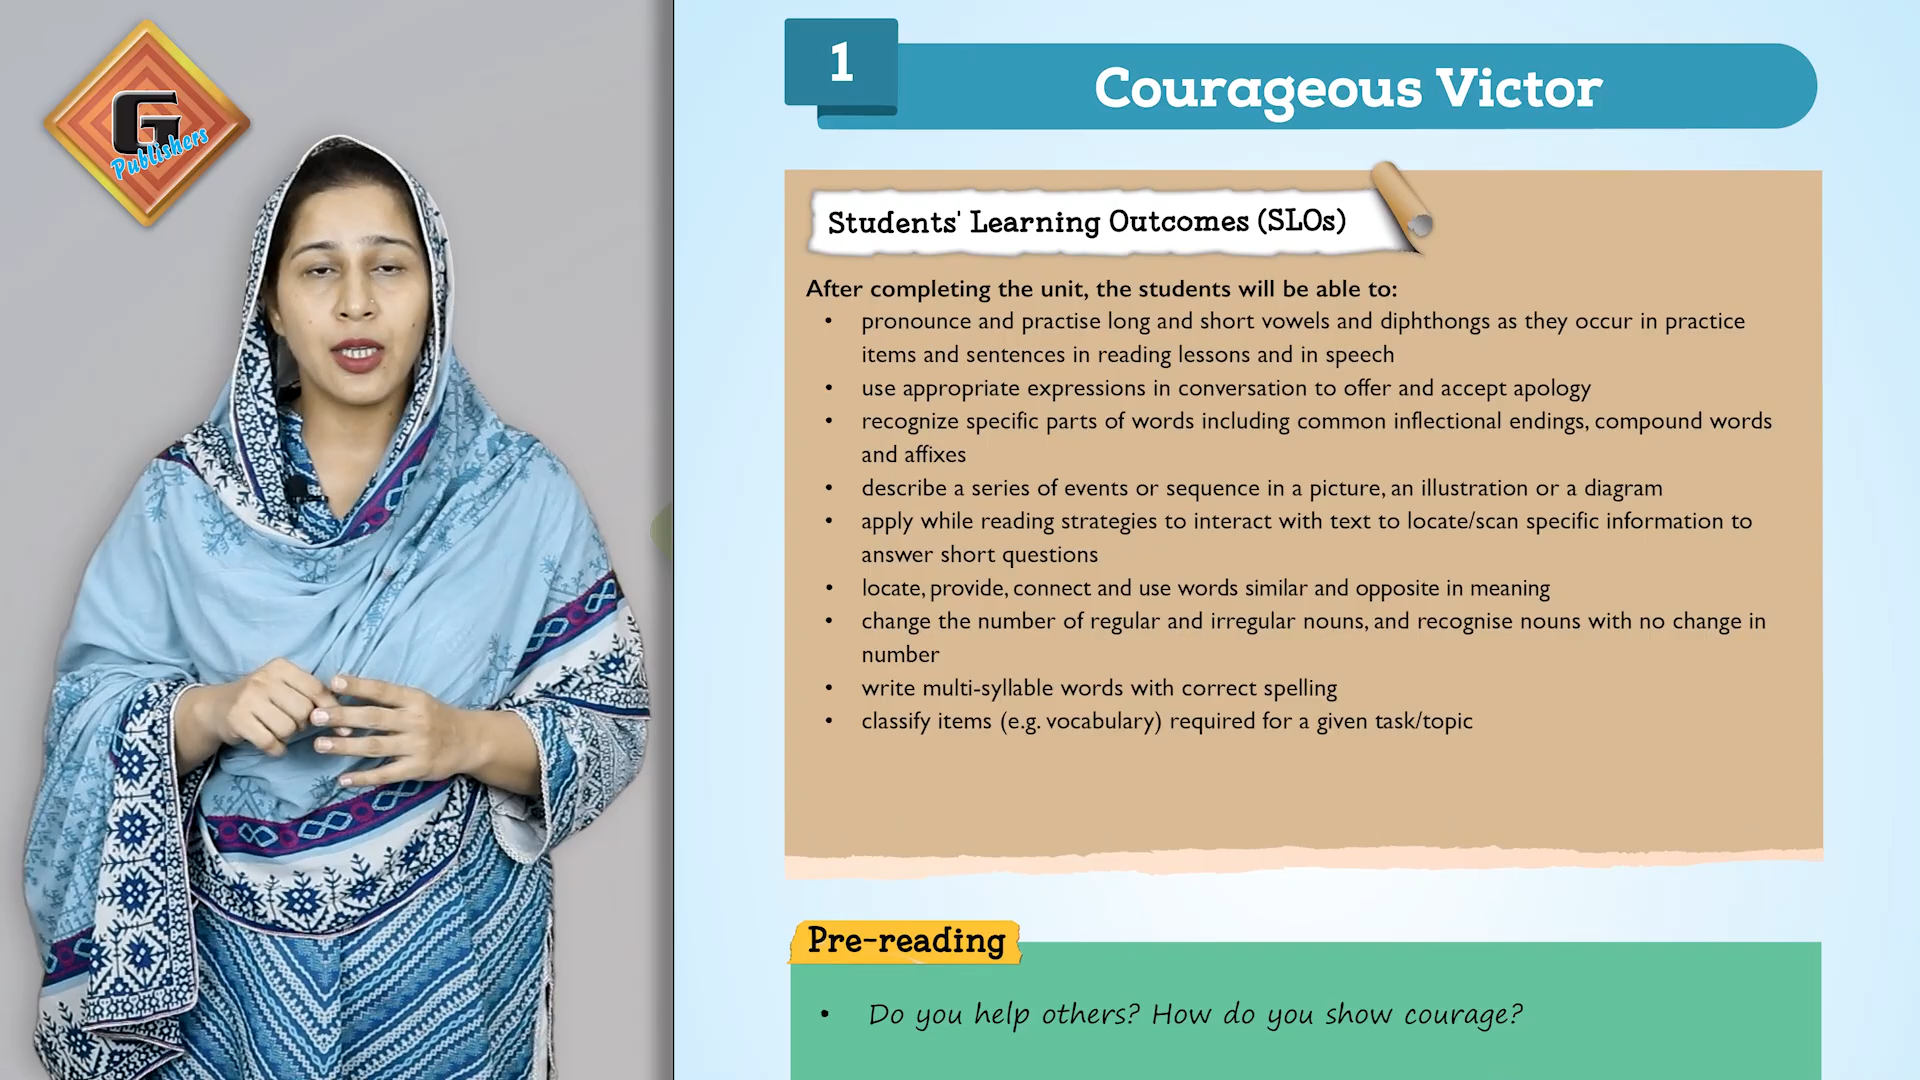 G
Publishers
1
Courageous Victor
Students' Learning Outcomes (SLOs)
After completing the unit, the students will be able to:
• pronounce and practise long and short vowels and diphthongs as they occur in practice
items and sentences in reading lessons and in speech
• use appropriate expressions in conversation to offer and accept apology
• recognize specific parts of words including common inflectional endings, compound words
and affixes
• describe a series of events or sequence in a picture, an illustration or a diagram
• apply while reading strategies to interact with text to locate/scan specific information to
answer short questions
• locate, provide, connect and use words similar and opposite in meaning
• change the number of regular and irregular nouns, and recognise nouns with no change in
number
• write multi-syllable words with correct spelling
• classify items (e.g. vocabulary) required for a given task/topic
Pre-reading
• Do you help others? How do you show courage?